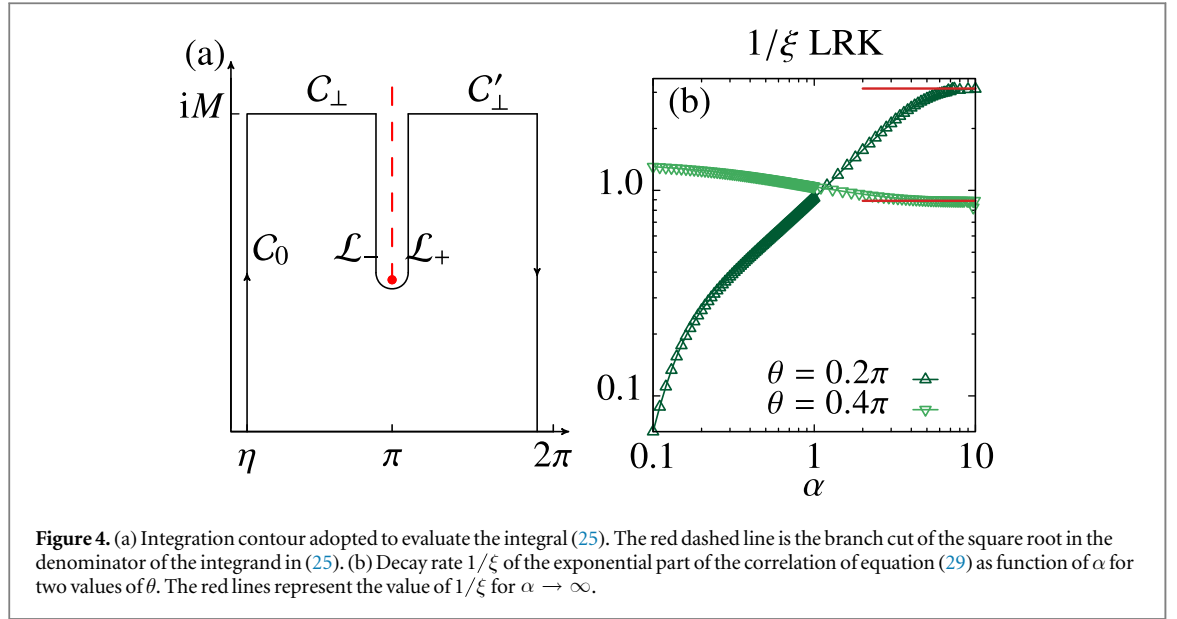 (a)
iM
C⊥
C′⊥
C0
L−
L+
η
π
2π
1/ξ LRK
(b)
1.0
0.1
θ = 0.2π
θ = 0.4π
0.1
1
10
α
Figure 4. (a) Integration contour adopted to evaluate the integral (25). The red dashed line is the branch cut of the square root in the
denominator of the integrand in (25). (b) Decay rate 1/ξ of the exponential part of the correlation of equation (29) as function of α for
two values of θ. The red lines represent the value of 1/ξ for α → ∞.